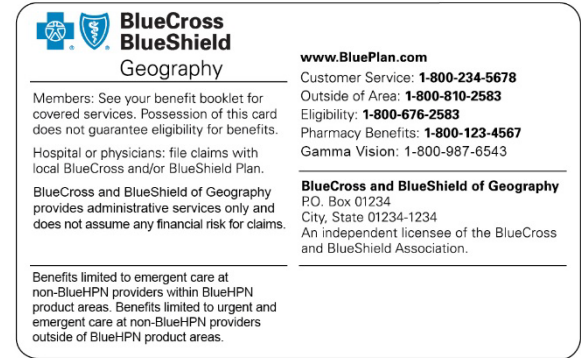 BlueCross
BlueShield
Geography
Members: See your benefit booklet for
covered services. Possession of this card
does not guarantee eligibility for benefits.
Hospital or physicians: file claims with
local BlueCross and/or BlueShield Plan.
BlueCross and BlueShield of Geography
provides administrative services only and
does not assume any financial risk for claims.
Benefits limited to emergent care at
non-BlueHPN providers within BlueHPN
product areas. Benefits limited to urgent and
emergent care at non-BlueHPN providers
outside of BlueHPN product areas.
www.BluePlan.com
Customer Service: 1-800-234-5678
Outside of Area: 1-800-810-2583
Eligibility: 1-800-676-2583
Pharmacy Benefits: 1-800-123-4567
Gamma Vision: 1-800-987-6543
BlueCross and BlueShield of Geography
P.O. Box 01234
City, State 01234-1234
An independent licensee of the BlueCross
and BlueShield Association.